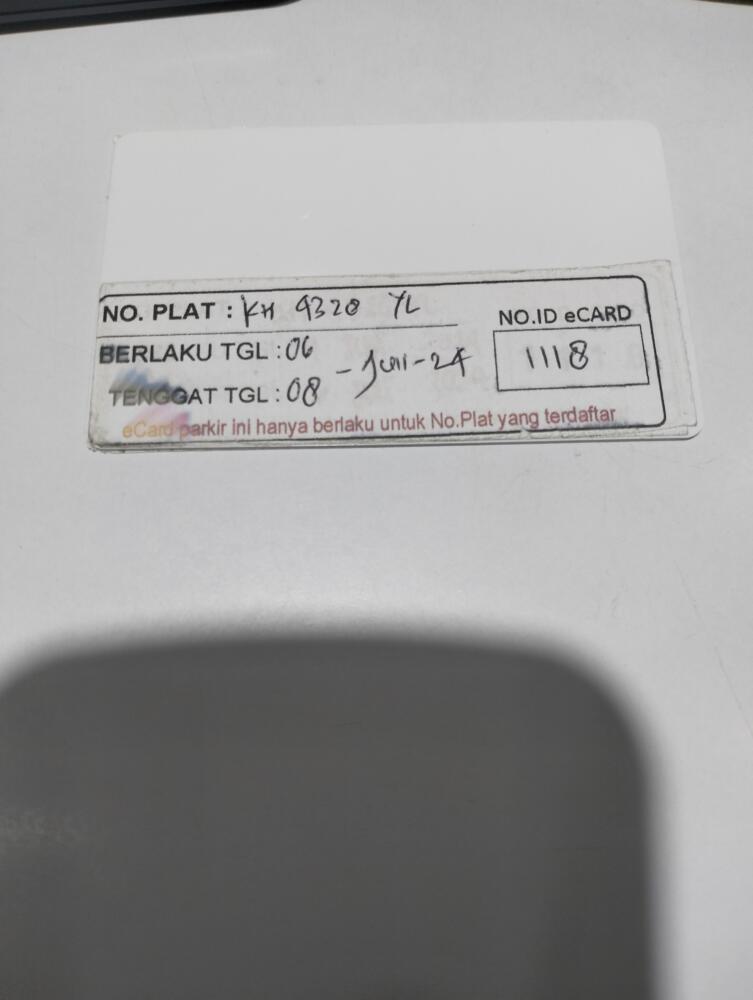 NO. PLAT : KH 9320 YL
NO.ID eCARD
1118
BERLAKU TGL : 06
- Juni - 24
TENGGAT TGL : 08
eCard parkir ini hanya berlaku untuk No.Plat yang terdaftar